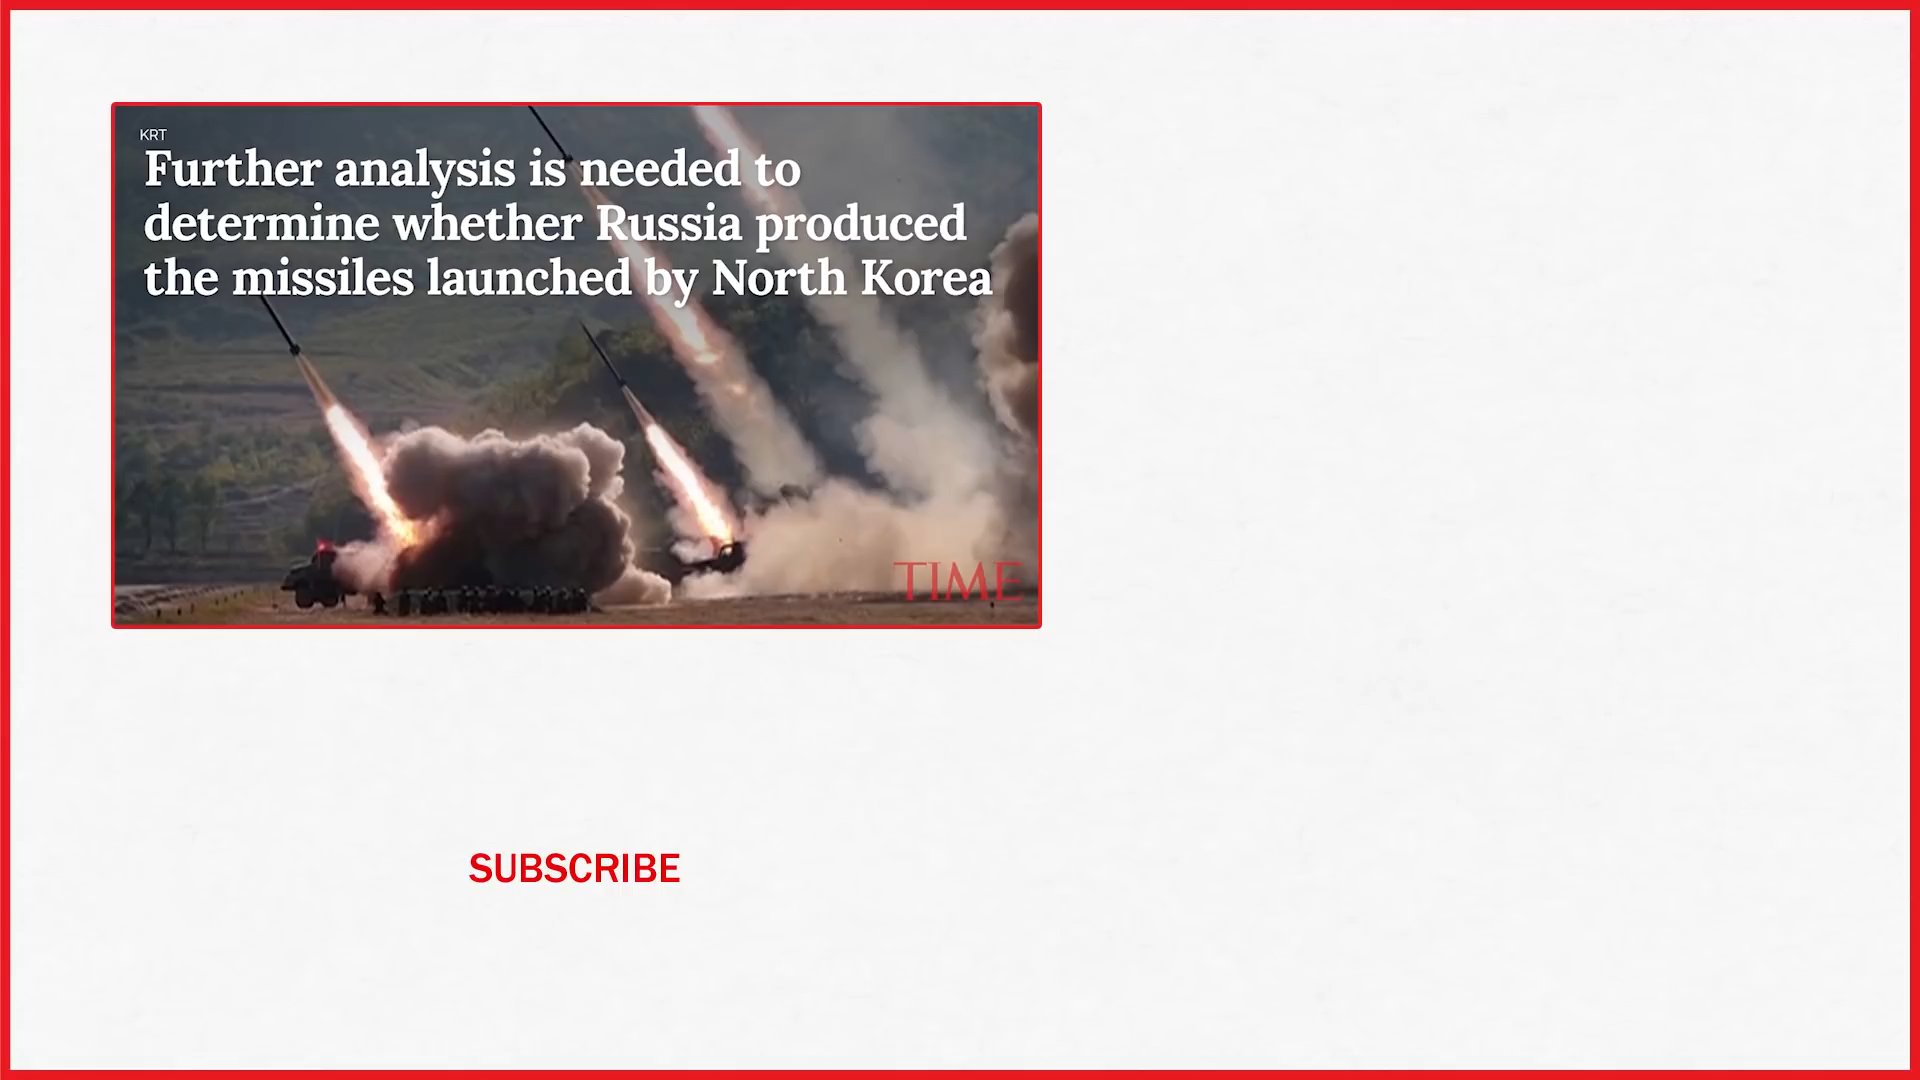 KRT
Further analysis is needed to
determine whether Russia produced
the missiles launched by North Korea
TIME
SUBSCRIBE